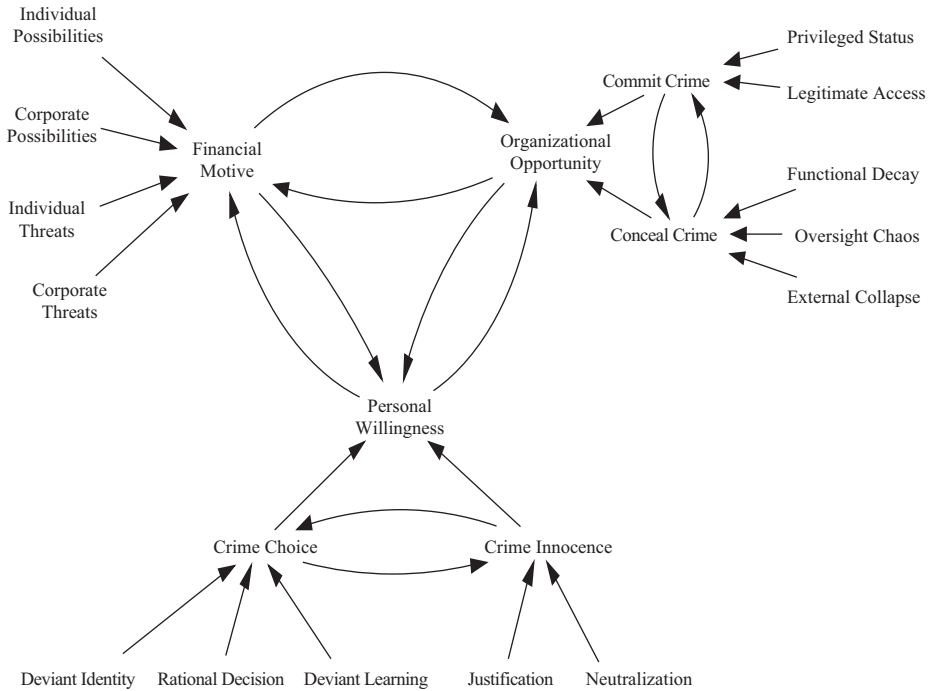 Individual
Possibilities
Corporate
Possibilities
Individual
Threats
Corporate
Threats
Financial
Motive
Organizational
Opportunity
Commit Crime
Privileged Status
Legitimate Access
Conceal Crime
Functional Decay
Oversight Chaos
External Collapse
Personal
Willingness
Crime Choice
Crime Innocence
Deviant Identity
Rational Decision
Deviant Learning
Justification
Neutralization